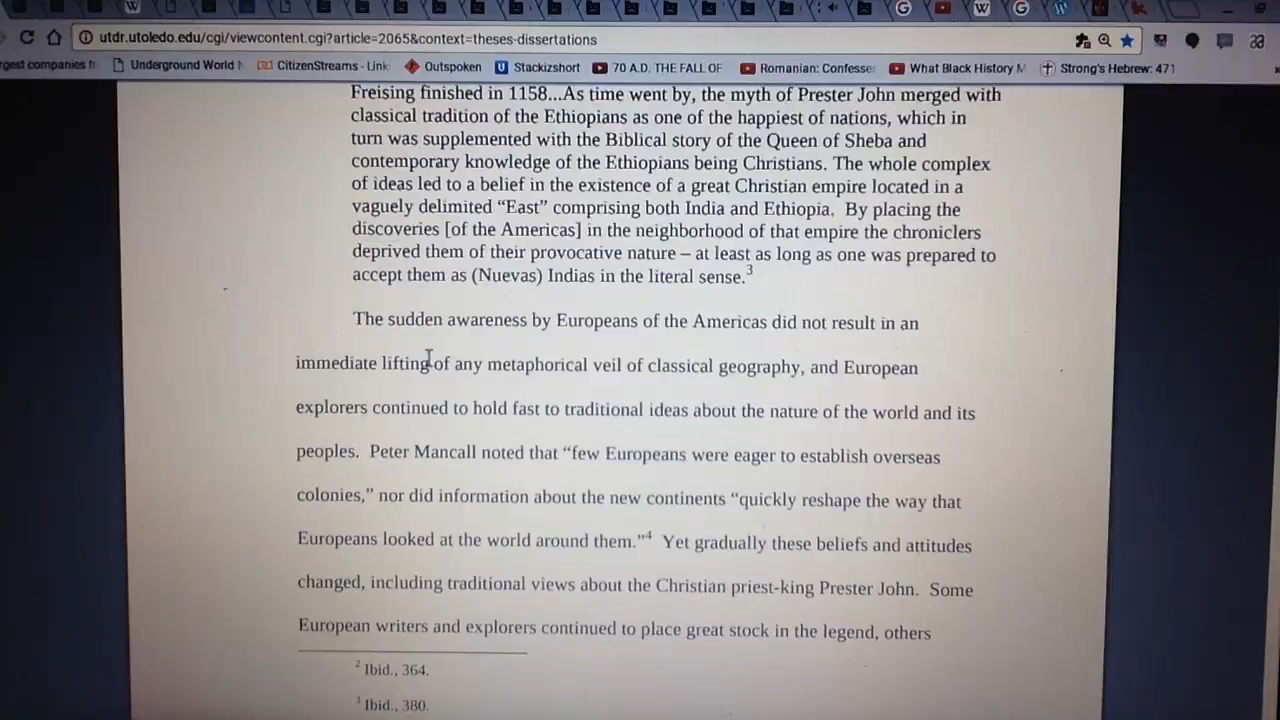 utdr.utoledo.edu/cgi/viewcontent.cgi?article=2065&context=theses-dissertations
rgest companies fr Underground World N CitizenStreams - Link Outspoken Stackizshort 70 A.D. THE FALL OF Romanian: Confesse What Black History M Strong's Hebrew: 471
Freising finished in 1158...As time went by, the myth of Prester John merged with
classical tradition of the Ethiopians as one of the happiest of nations, which in
turn was supplemented with the Biblical story of the Queen of Sheba and
contemporary knowledge of the Ethiopians being Christians. The whole complex
of ideas led to a belief in the existence of a great Christian empire located in a
vaguely delimited “East” comprising both India and Ethiopia. By placing the
discoveries [of the Americas] in the neighborhood of that empire the chroniclers
deprived them of their provocative nature – at least as long as one was prepared to
accept them as (Nuevas) Indias in the literal sense.3
The sudden awareness by Europeans of the Americas did not result in an
immediate lifting of any metaphorical veil of classical geography, and European
explorers continued to hold fast to traditional ideas about the nature of the world and its
peoples. Peter Mancall noted that “few Europeans were eager to establish overseas
colonies,” nor did information about the new continents “quickly reshape the way that
Europeans looked at the world around them.”4 Yet gradually these beliefs and attitudes
changed, including traditional views about the Christian priest-king Prester John. Some
European writers and explorers continued to place great stock in the legend, others
2 Ibid., 364.
3 Ibid., 380.